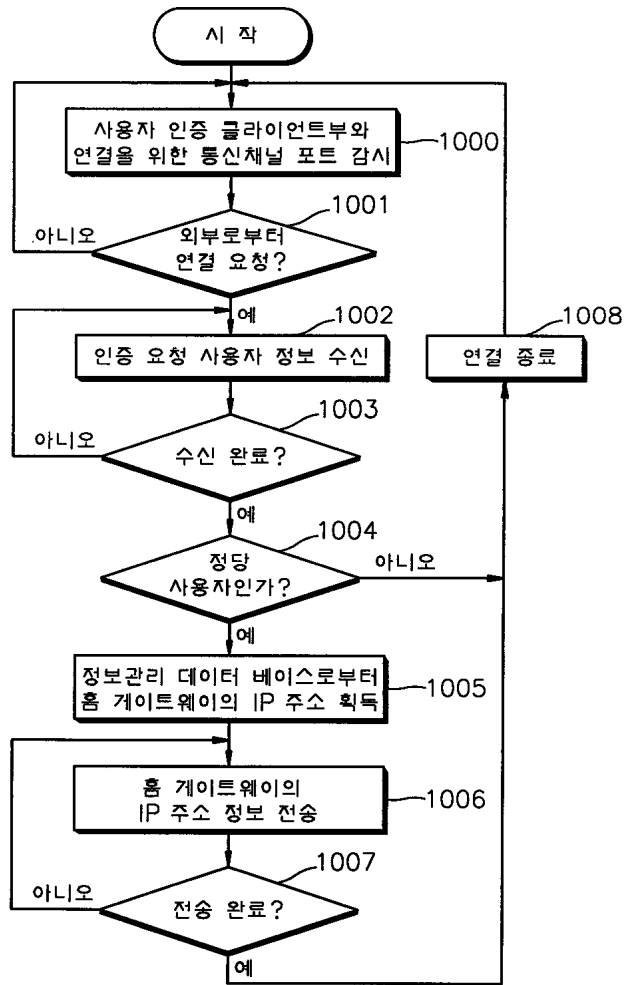 시 작
사용자 인증 클라이언트부와
연결을 위한 통신채널 포트 감사
1000
1001
아니오
외부로부터
연결 요청?
예
1002
인증 요청 사용자 정보 수신
1008
연결 종료
1003
아니오
수신 완료?
예
1004
정당
사용자인가?
아니오
예
정보관리 데이터 베이스로부터
홈 게이트웨이의 IP 주소 획득
1005
홈 게이트웨이의
IP 주소 정보 전송
1006
1007
아니오
전송 완료?
예